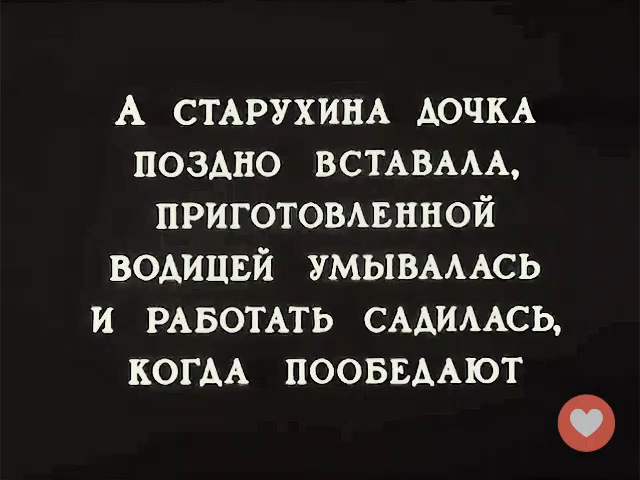 А СТАРУХИНА ДОЧКА
ПОЗДНО ВСТАВАЛА,
ПРИГОТОВЛЕННОЙ
ВОДИЦЕЙ УМЫВАЛАСЬ
И РАБОТАТЬ САДИЛАСЬ,
КОГДА ПООБЕДАЮТ